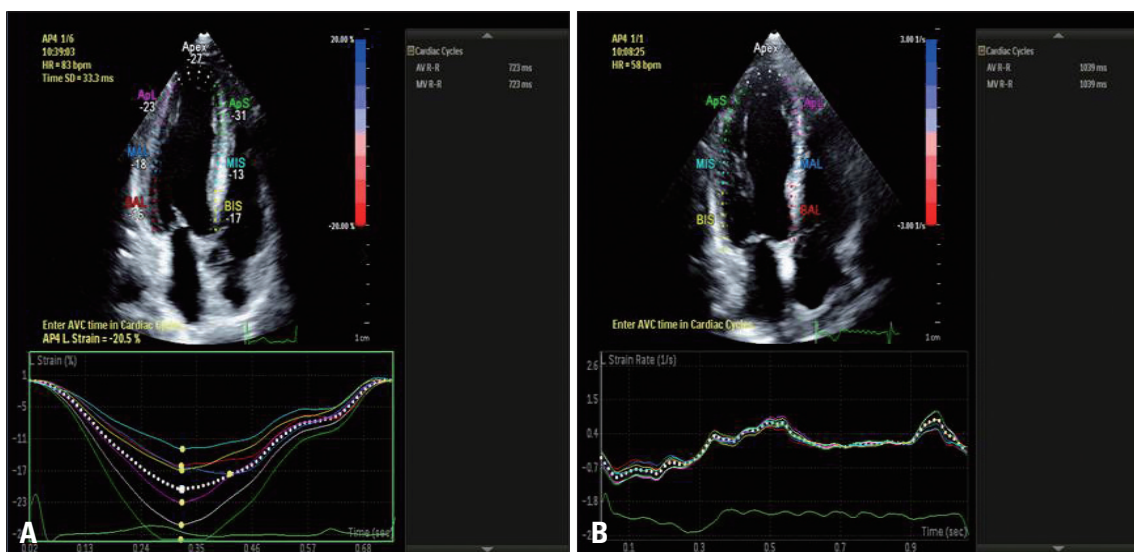 AP4 1/6
10:39:03
HR = 83 bpm
Time SD = 33.3 ms
20.00 %
-20.00 %
Apex
-27
ApL
-23
ApS
-31
MAL
-18
MIS
-13
BAL
BIS
-17
Enter AVC time in Cardiac Cycles
AP4 L. Strain = -20.5 %
1 cm
Cardiac Cycles
AV R-R 723 ms
MV R-R 723 ms
L Strain (%)
1
-5
-11
-17
-23
Time (sec)
0.02 0.13 0.24 0.35 0.46 0.57 0.68
A
AP4 1/1
10:08:25
HR = 58 bpm
3.00 1/s
-3.00 1/s
Apex
ApS
ApL
MIS
MAL
BIS
BAL
Enter AVC time in Cardiac Cycles
1 cm
Cardiac Cycles
AV R-R 1039 ms
MV R-R 1039 ms
L Strain Rate (1/s)
2.6
1.5
0.4
-0.7
-1.8
Time (sec)
0.1 0.3 0.5 0.7 0.9
B